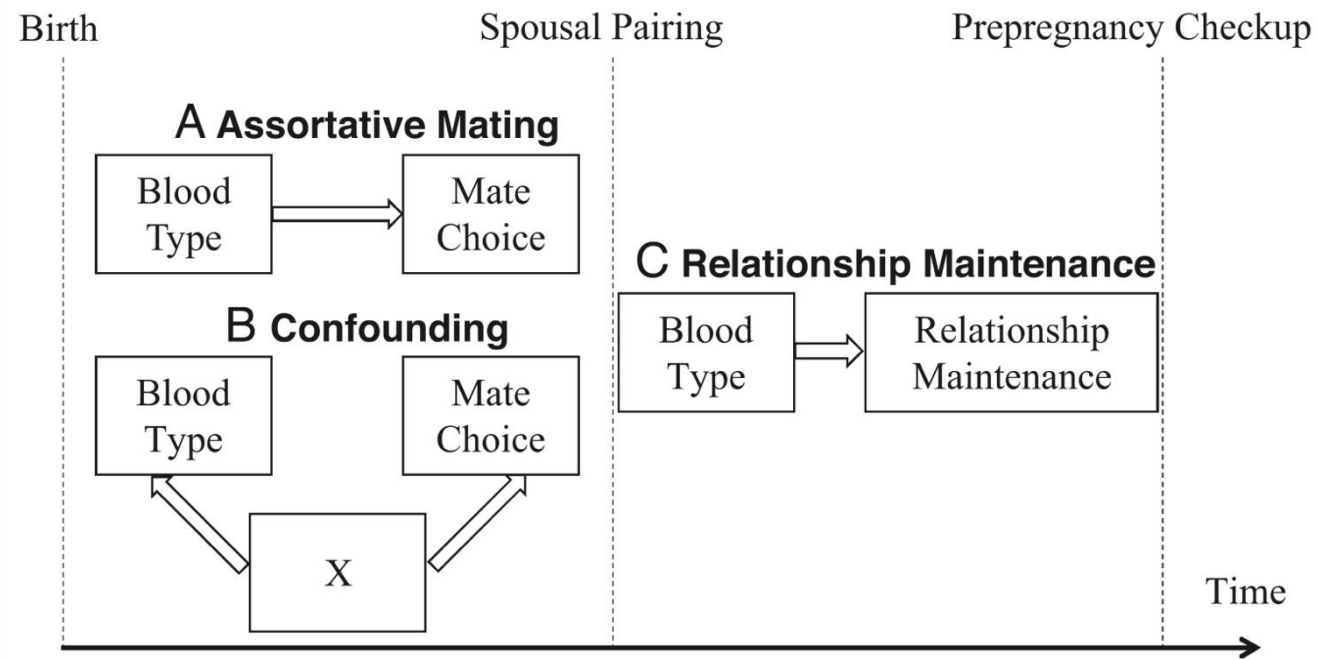 Birth
Spousal Pairing
Prepregnancy Checkup
A Assortative Mating
Blood
Type
Mate
Choice
B Confounding
Blood
Type
Mate
Choice
X
C Relationship Maintenance
Blood
Type
Relationship
Maintenance
Time